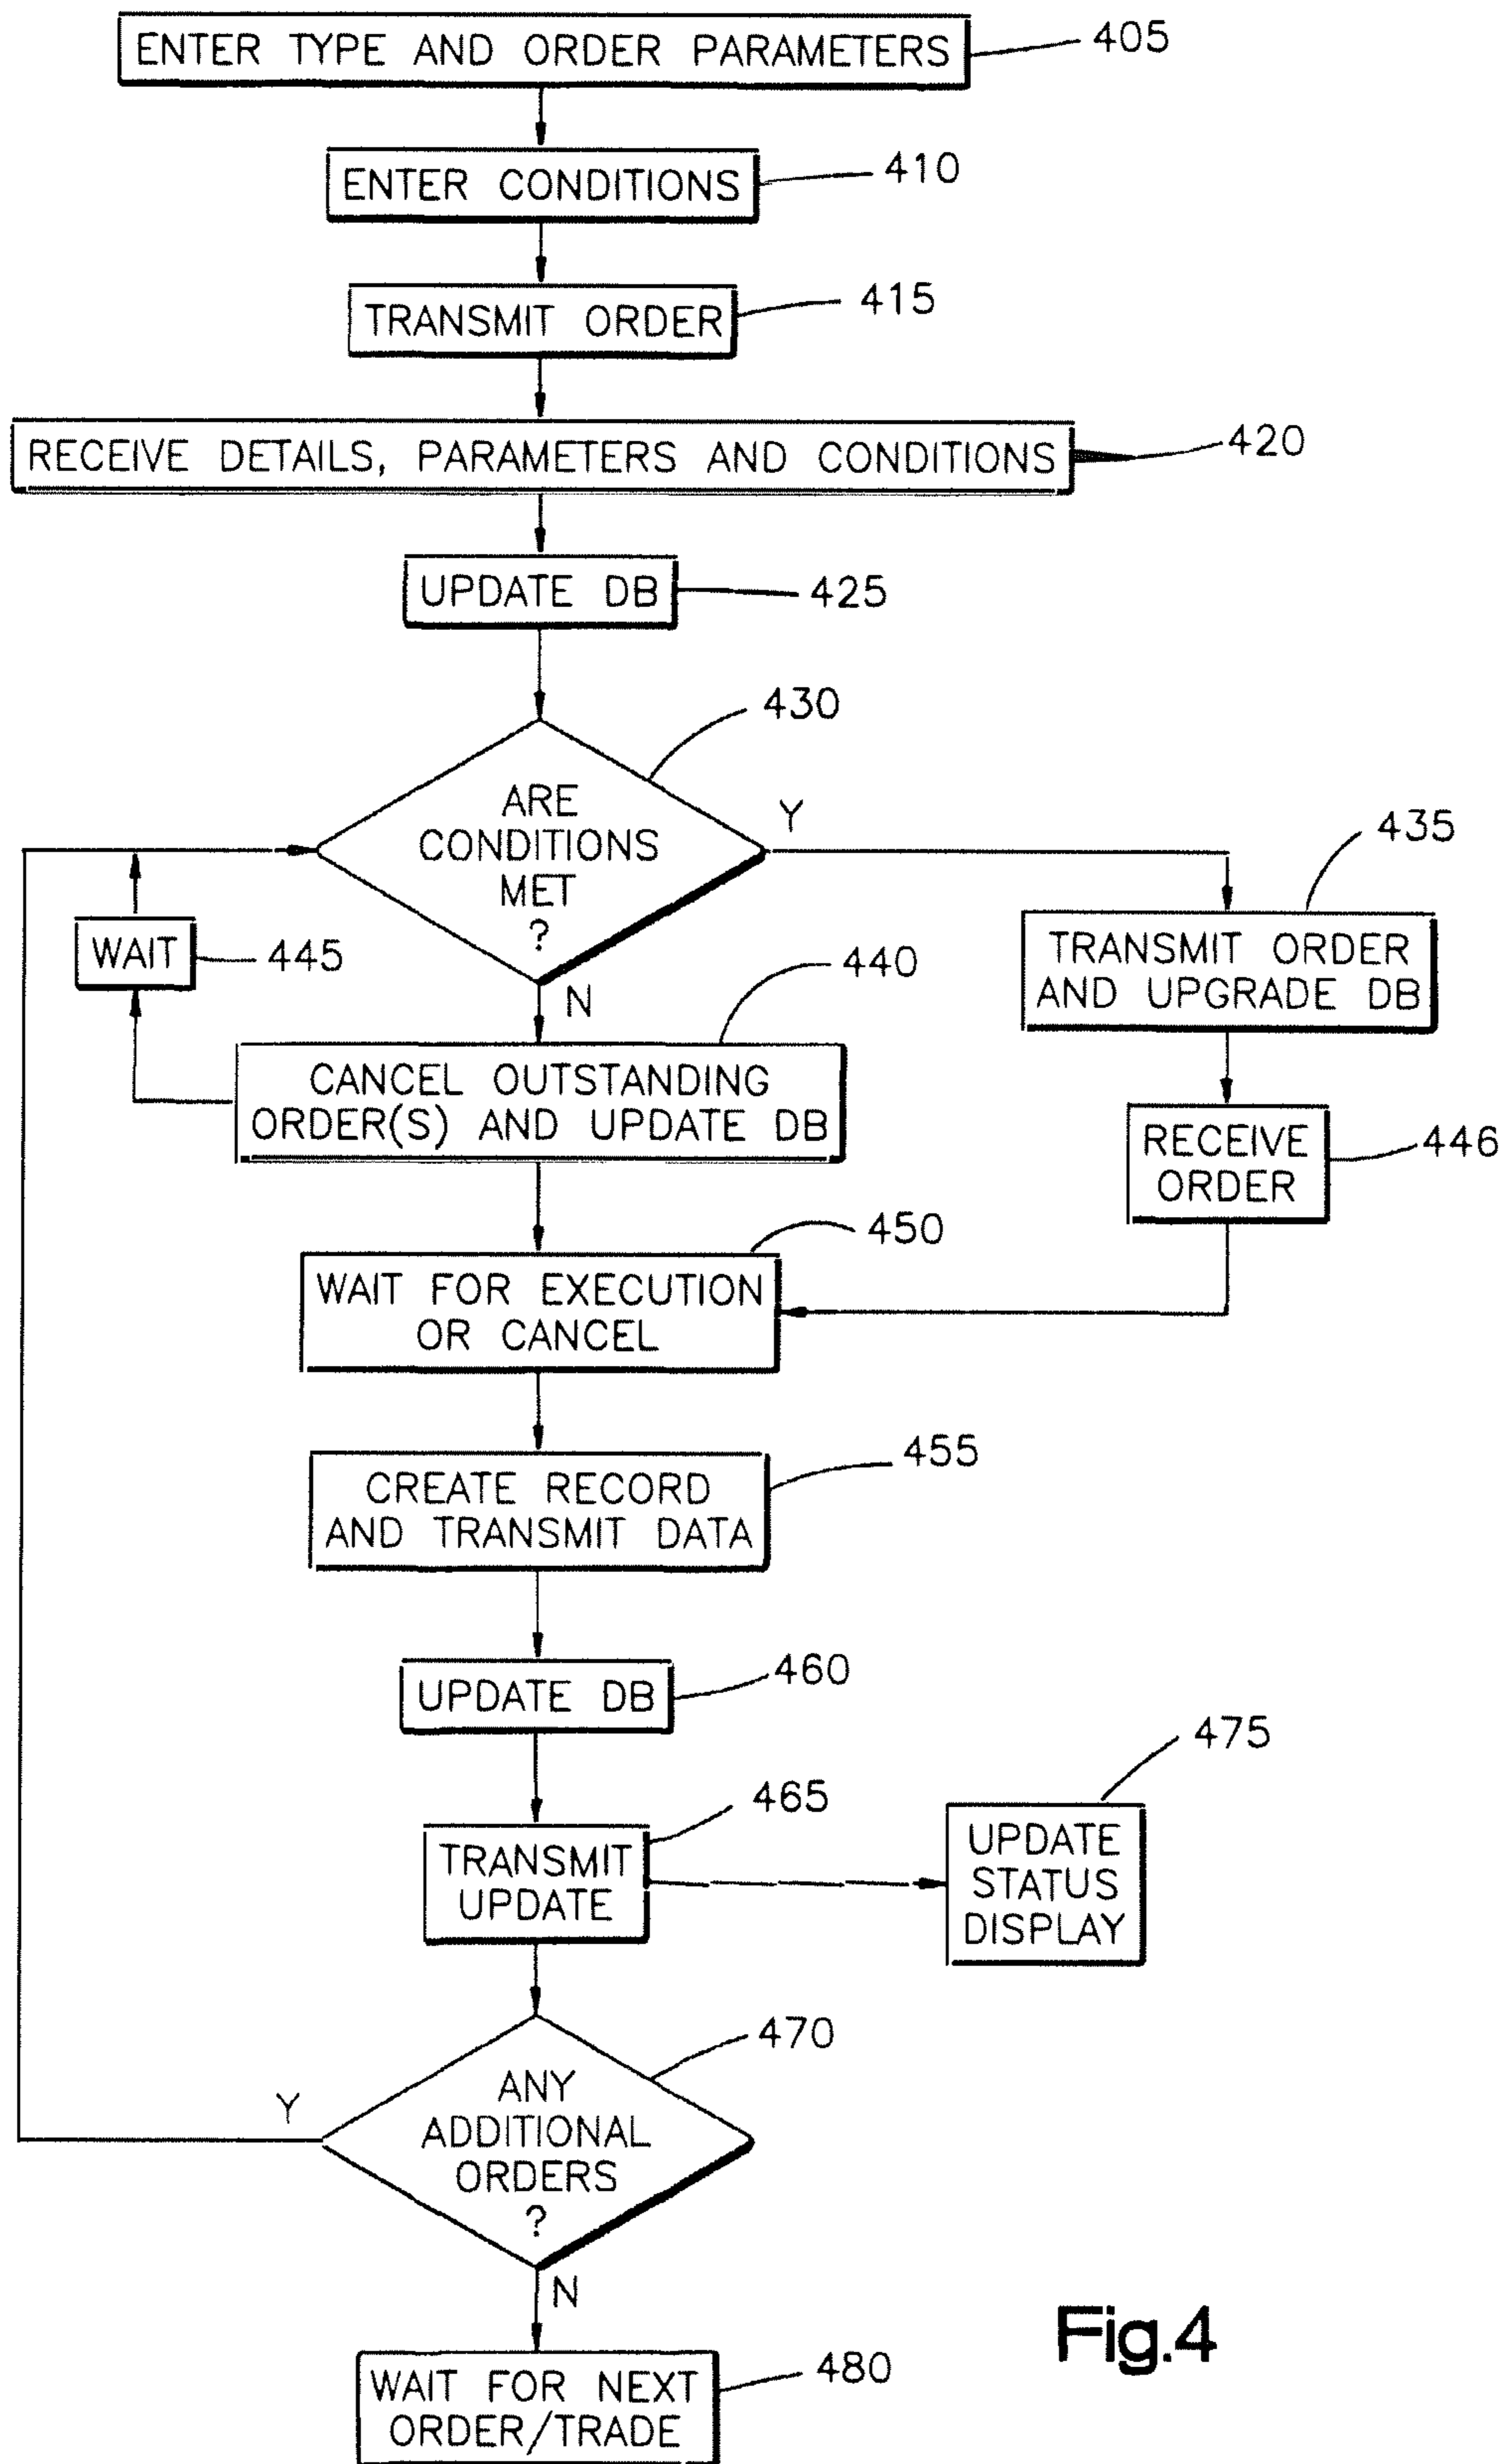 ENTER TYPE AND ORDER PARAMETERS
405
ENTER CONDITIONS
410
TRANSMIT ORDER
415
RECEIVE DETAILS, PARAMETERS AND CONDITIONS
420
UPDATE DB
425
430
ARE
CONDITIONS
MET
?
Y
N
435
TRANSMIT ORDER
AND UPGRADE DB
WAIT
445
440
CANCEL OUTSTANDING
ORDER(S) AND UPDATE DB
RECEIVE
ORDER
446
450
WAIT FOR EXECUTION
OR CANCEL
455
CREATE RECORD
AND TRANSMIT DATA
460
UPDATE DB
465
TRANSMIT
UPDATE
475
UPDATE
STATUS
DISPLAY
470
ANY
ADDITIONAL
ORDERS
?
Y
N
480
WAIT FOR NEXT
ORDER/TRADE
Fig.4